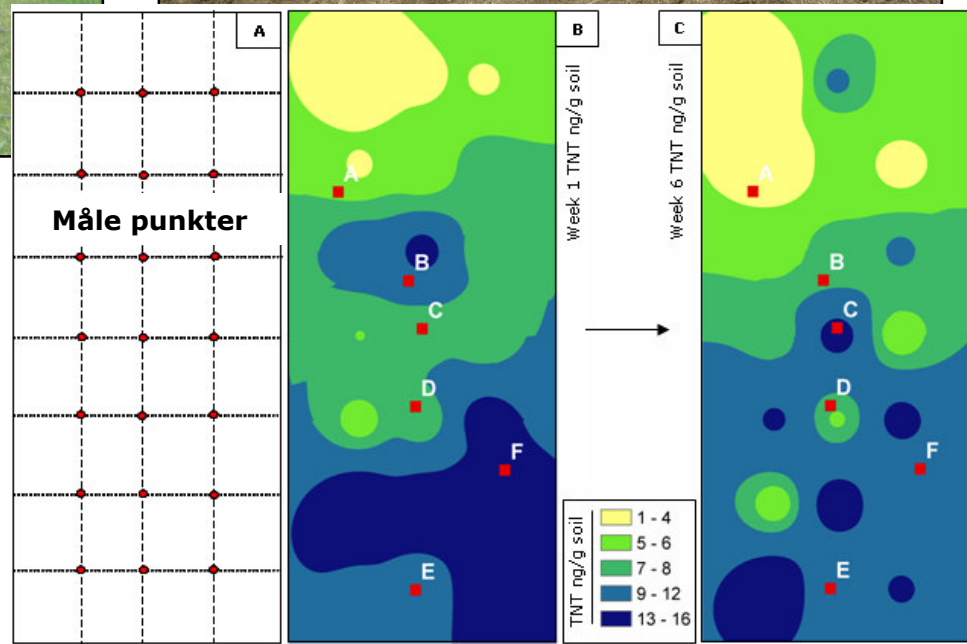 A
Måle punkter
B
Week 1 TNT ng/g soil
A
B
C
D
F
E
TNT ng/g soil
1 - 4
5 - 6
7 - 8
9 - 12
13 - 16
C
Week 6 TNT ng/g soil
A
B
C
D
F
E